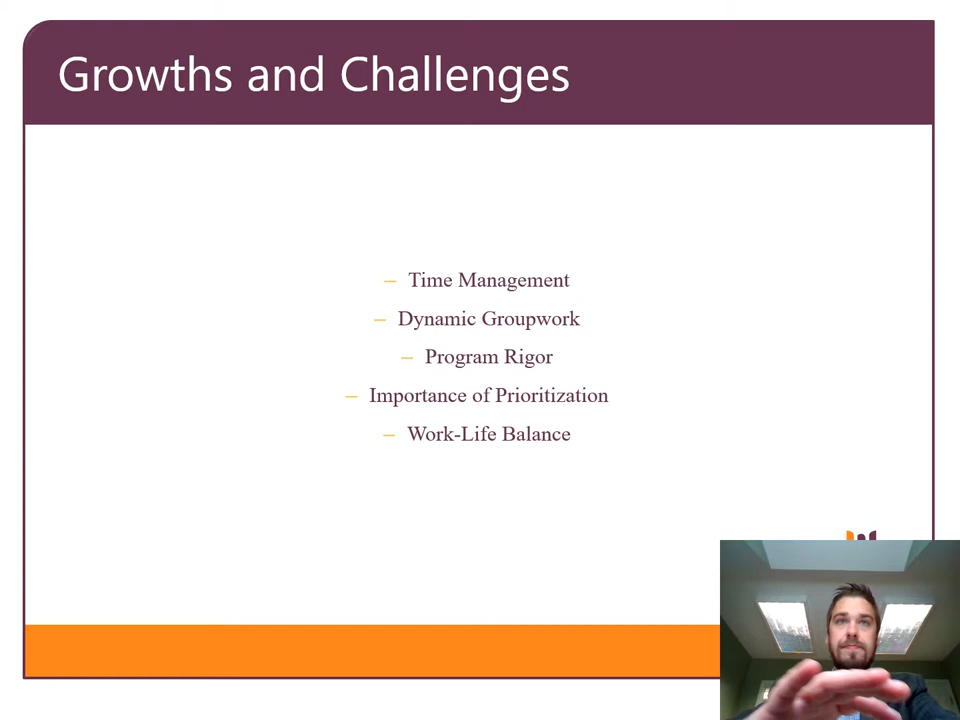 Growths and Challenges
– Time Management
– Dynamic Groupwork
– Program Rigor
– Importance of Prioritization
– Work-Life Balance